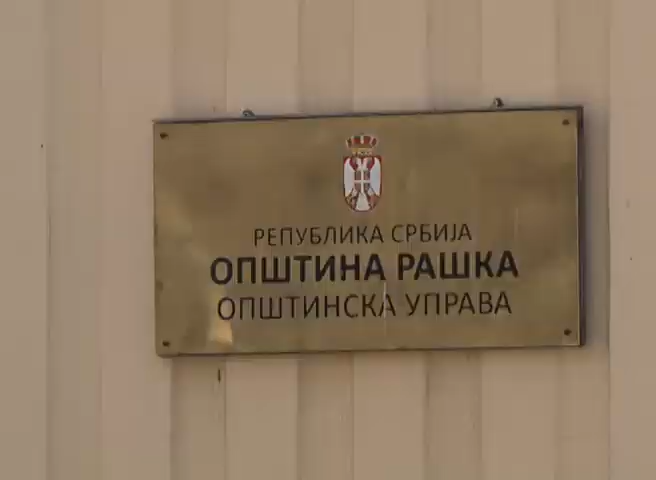 РЕПУБЛИКА СРБИЈА
ОПШТИНА РАШКА
ОПШТИНСКА УПРАВА